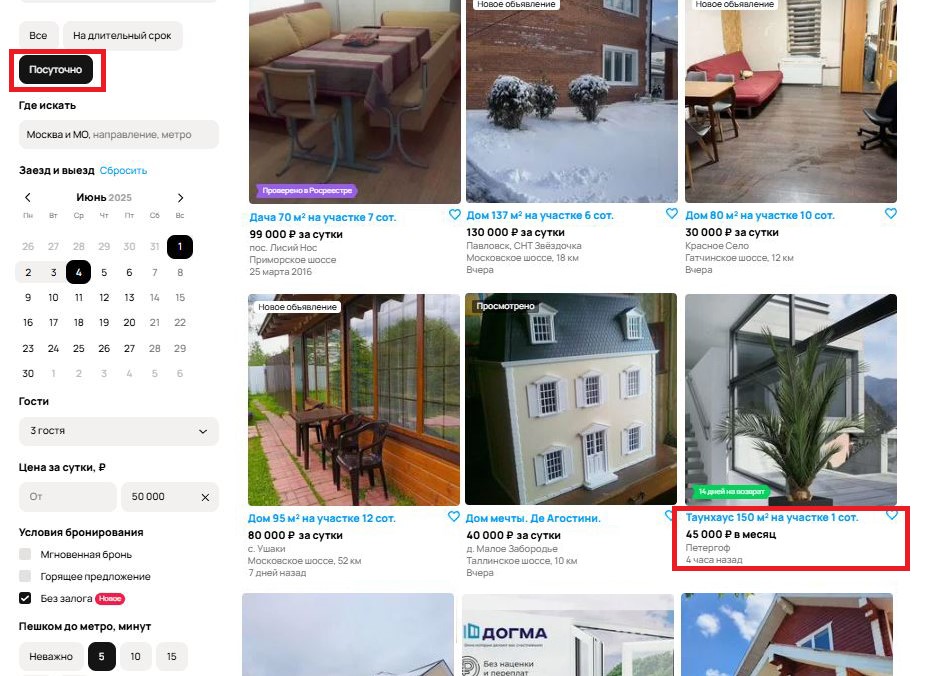 Все
На длительный срок
Посуточно
Где искать
Москва и МО, направление, метро
Заезд и выезд Сбросить
Июнь 2025
Пн Вт Ср Чт Пт Сб Вс
26 27 28 29 30 31 1
2 3 4 5 6 7 8
9 10 11 12 13 14 15
16 17 18 19 20 21 22
23 24 25 26 27 28 29
30 1 2 3 4 5 6
Гости
3 гостя
Цена за сутки, ₽
От
50 000
Условия бронирования
Мгновенная бронь
Горящее предложение
Без залога Новое
Пешком до метро, минут
Неважно 5 10 15
Проверено в Росреестре
Дача 70 м² на участке 7 сот.
99 000 ₽ за сутки
пос. Лисий Нос
Приморское шоссе
25 марта 2016
Новое объявление
Дом 137 м² на участке 6 сот.
130 000 ₽ за сутки
Павловск, СНТ Звёздочка
Московское шоссе, 18 км
Вчера
Новое объявление
Дом 80 м² на участке 10 сот.
30 000 ₽ за сутки
Красное Село
Гатчинское шоссе, 12 км
Вчера
Новое объявление
Дом 95 м² на участке 12 сот.
80 000 ₽ за сутки
с. Ушаки
Московское шоссе, 52 км
7 дней назад
Просмотрено
Дом мечты. Де Агостини.
40 000 ₽ за сутки
д. Малое Забородье
Таллинское шоссе, 10 км
Вчера
14 дней на возврат
Таунхаус 150 м² на участке 1 сот.
45 000 ₽ в месяц
Петергоф
4 часа назад
ДОГМА
Без наценки
и переплат